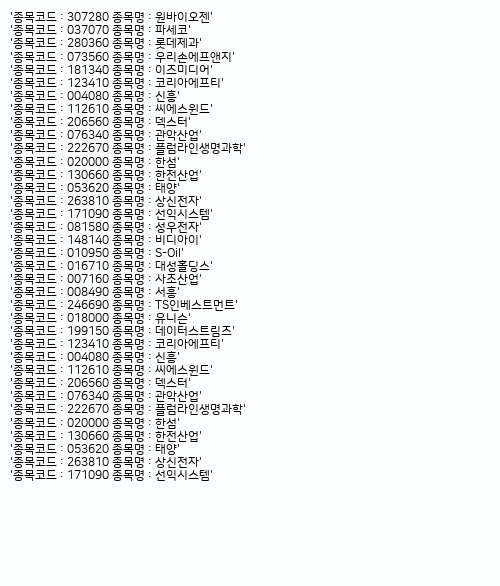 '종목코드 : 307280 종목명 : 원바이오젠'
'종목코드 : 037070 종목명 : 파세코'
'종목코드 : 280360 종목명 : 롯데제과'
'종목코드 : 073560 종목명 : 우리손에프앤지'
'종목코드 : 181340 종목명 : 이즈미디어'
'종목코드 : 123410 종목명 : 코리아에프티'
'종목코드 : 004080 종목명 : 신흥'
'종목코드 : 112610 종목명 : 씨에스윈드'
'종목코드 : 206560 종목명 : 덱스터'
'종목코드 : 076340 종목명 : 관악산업'
'종목코드 : 222670 종목명 : 플럼라인생명과학'
'종목코드 : 020000 종목명 : 한섬'
'종목코드 : 130660 종목명 : 한전산업'
'종목코드 : 053620 종목명 : 태양'
'종목코드 : 263810 종목명 : 상신전자'
'종목코드 : 171090 종목명 : 선익시스템'
'종목코드 : 081580 종목명 : 성우전자'
'종목코드 : 148140 종목명 : 비디아이'
'종목코드 : 010950 종목명 : S-Oil'
'종목코드 : 016710 종목명 : 대성홀딩스'
'종목코드 : 007160 종목명 : 사조산업'
'종목코드 : 008490 종목명 : 서흥'
'종목코드 : 246690 종목명 : TS인베스트먼트'
'종목코드 : 018000 종목명 : 유니슨'
'종목코드 : 199150 종목명 : 데이터스트림즈'
'종목코드 : 123410 종목명 : 코리아에프티'
'종목코드 : 004080 종목명 : 신흥'
'종목코드 : 112610 종목명 : 씨에스윈드'
'종목코드 : 206560 종목명 : 덱스터'
'종목코드 : 076340 종목명 : 관악산업'
'종목코드 : 222670 종목명 : 플럼라인생명과학'
'종목코드 : 020000 종목명 : 한섬'
'종목코드 : 130660 종목명 : 한전산업'
'종목코드 : 053620 종목명 : 태양'
'종목코드 : 263810 종목명 : 상신전자'
'종목코드 : 171090 종목명 : 선익시스템'